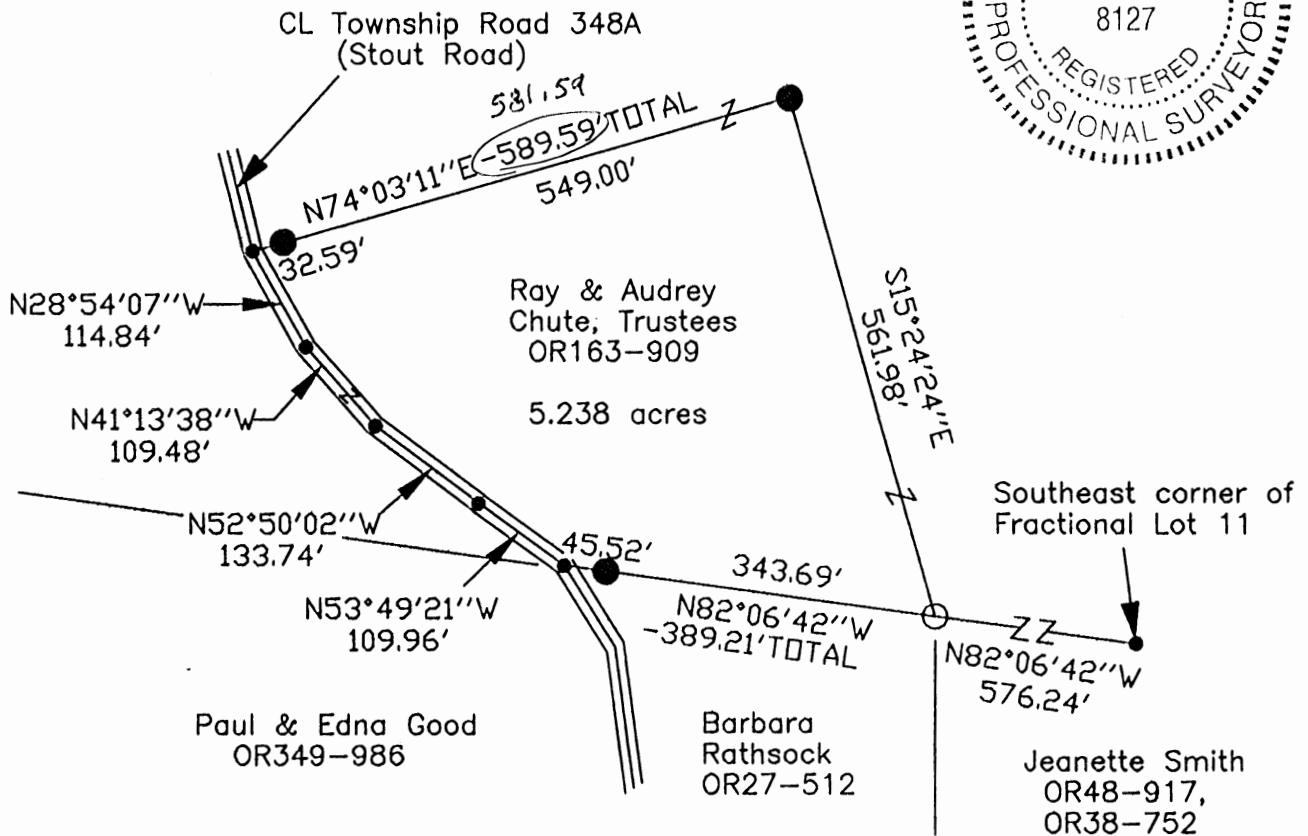 CL Township Road 348A
(Stout Road)
8127
REGISTERED
PROFESSIONAL SURVEYOR
581.59
N74°03'11"E -589.59' TOTAL
549.00'
32.59'
N28°54'07"W
114.84'
Ray & Audrey
Chute, Trustees
OR163-909
5.238 acres
S15°24'24"E
561.98'
N41°13'38"W
109.48'
N52°50'02"W
133.74'
N53°49'21"W
109.96'
45.52'
343.69'
N82°06'42"W
-389.21' TOTAL
Southeast corner of
Fractional Lot 11
N82°06'42"W
576.24'
Paul & Edna Good
OR349-986
Barbara
Rathsock
OR27-512
Jeanette Smith
OR48-917,
OR38-752